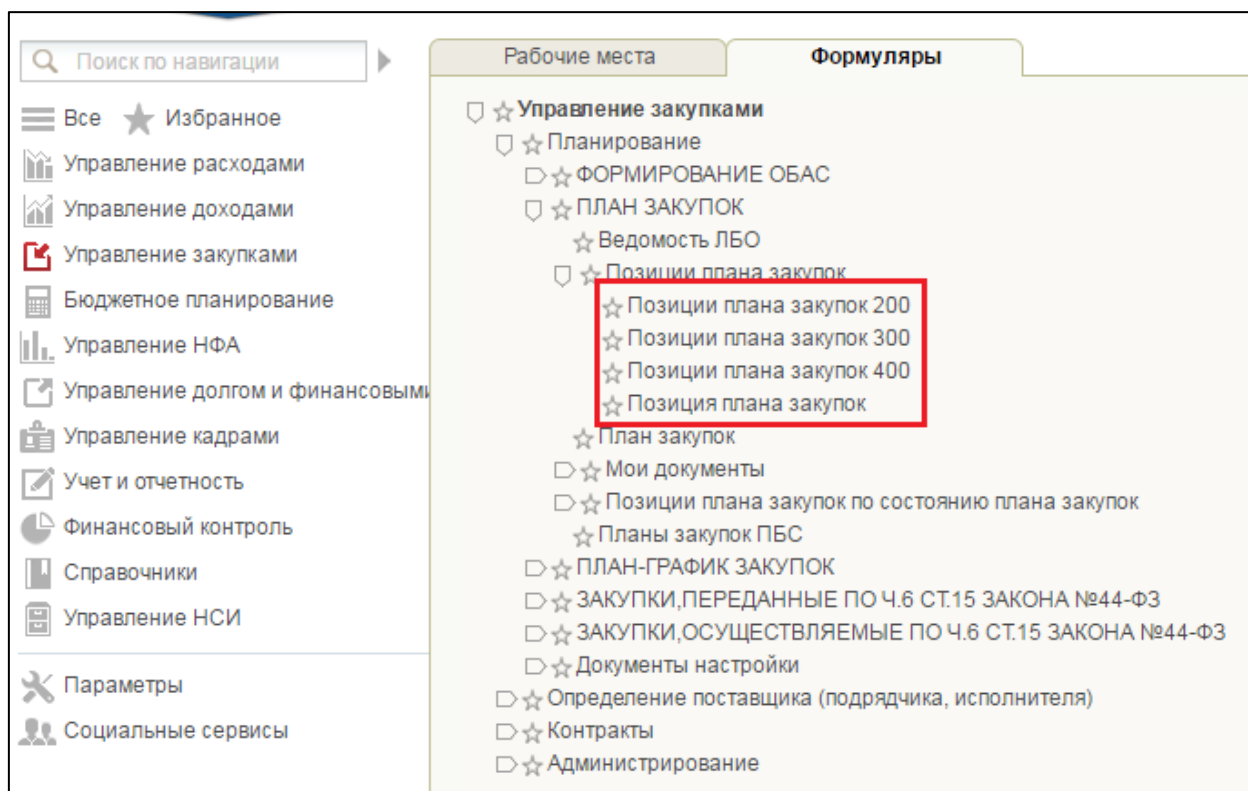 Поиск по навигации
Все Избранное
Управление расходами
Управление доходами
Управление закупками
Бюджетное планирование
Управление НФА
Управление долгом и финансовыми
Управление кадрами
Учет и отчетность
Финансовый контроль
Справочники
Управление НСИ
Параметры
Социальные сервисы
Рабочие места Формуляры
Управление закупками
Планирование
ФОРМИРОВАНИЕ ОБАС
ПЛАН ЗАКУПОК
Ведомость ЛБО
Позиции плана закупок
Позиции плана закупок 200
Позиции плана закупок 300
Позиции плана закупок 400
Позиция плана закупок
План закупок
Мои документы
Позиции плана закупок по состоянию плана закупок
Планы закупок ПБС
ПЛАН-ГРАФИК ЗАКУПОК
ЗАКУПКИ,ПЕРЕДАННЫЕ ПО Ч.6 СТ.15 ЗАКОНА №44-ФЗ
ЗАКУПКИ,ОСУЩЕСТВЛЯЕМЫЕ ПО Ч.6 СТ.15 ЗАКОНА №44-ФЗ
Документы настройки
Определение поставщика (подрядчика, исполнителя)
Контракты
Администрирование